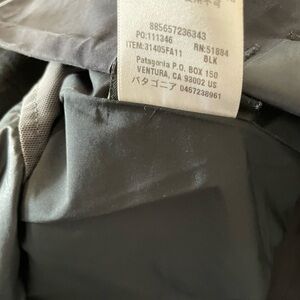 885657236343
PO:111346 RN:51884
ITEM:31405FA11 BLK
Patagonia P.O. BOX 150
VENTURA, CA 93002 US
パタゴニア 0467238961